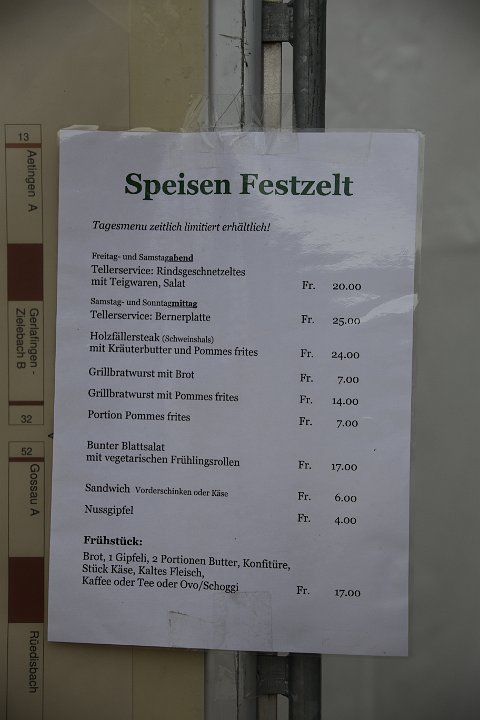 Speisen Festzelt
Tagesmenu zeitlich limitiert erhältlich!
Freitag- und Samstagabend
Tellerservice: Rindsgeschnetzeltes
mit Teigwaren, Salat Fr. 20.00
Samstag- und Sonntagmittag
Tellerservice: Bernerplatte Fr. 25.00
Holzfällersteak (Schweinshals)
mit Kräuterbutter und Pommes frites Fr. 24.00
Grillbratwurst mit Brot Fr. 7.00
Grillbratwurst mit Pommes frites Fr. 14.00
Portion Pommes frites Fr. 7.00
Bunter Blattsalat
mit vegetarischen Frühlingsrollen Fr. 17.00
Sandwich Vorderschinken oder Käse Fr. 6.00
Nussgipfel Fr. 4.00
Frühstück:
Brot, 1 Gipfeli, 2 Portionen Butter, Konfitüre,
Stück Käse, Kaltes Fleisch,
Kaffee oder Tee oder Ovo/Schoggi Fr. 17.00
13
Aetingen A
Gerlafingen -
Zielebach B
32
52
Gossau A
Rüedisbach